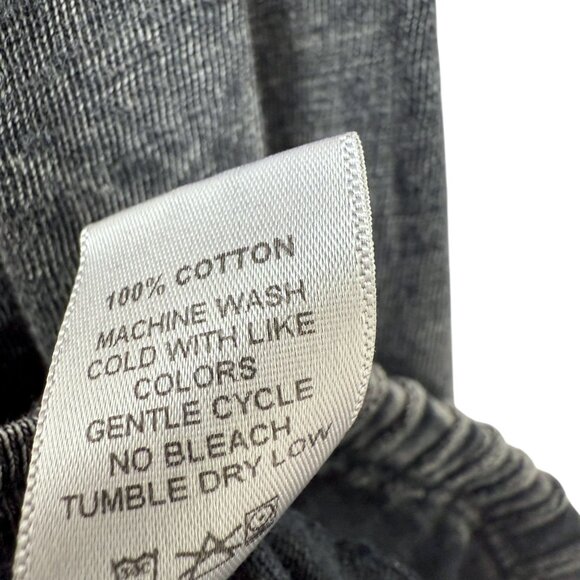 100% COTTON
MACHINE WASH
COLD WITH LIKE
COLORS
GENTLE CYCLE
NO BLEACH
TUMBLE DRY LOW